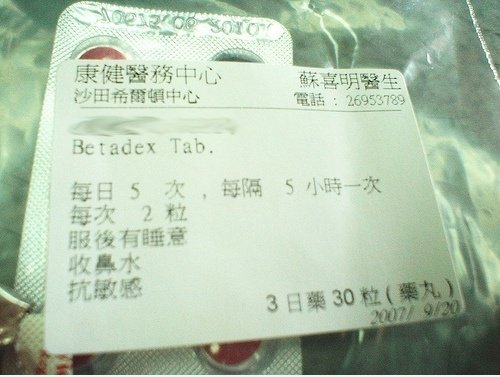 康健醫務中心 蘇喜明醫生
沙田希爾頓中心 電話：26953789
Betadex Tab.
每日 5 次，每隔 5 小時一次
每次 2 粒
服後有睡意
收鼻水
抗敏感
3日藥30粒(藥丸)
2007/ 9/20